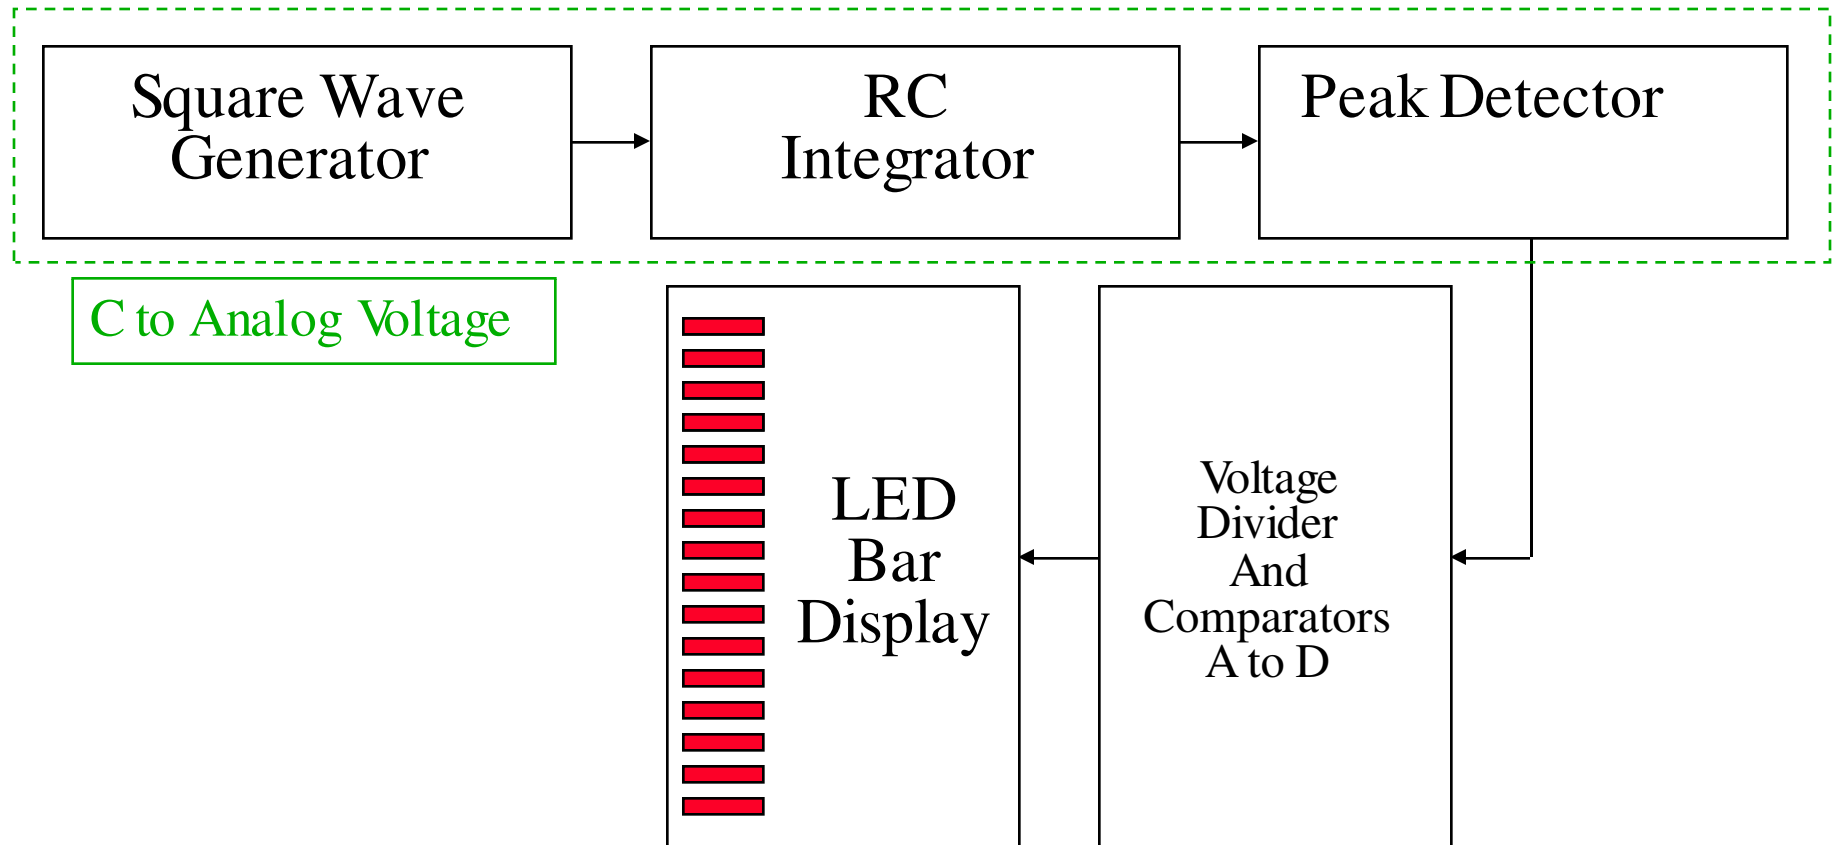 Square Wave
Generator
RC
Integrator
Peak Detector
C to Analog Voltage
LED
Bar
Display
Voltage
Divider
And
Comparators
A to D